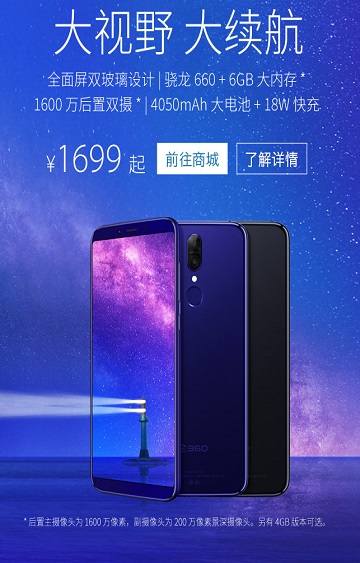 大视野 大续航
全面屏双玻璃设计 | 骁龙 660 + 6GB 大内存 *
1600 万后置双摄 * | 4050mAh 大电池 + 18W 快充
¥1699 起 前往商城 了解详情
360
* 后置主摄像头为 1600 万像素，副摄像头为 200 万像素景深摄像头。另有 4GB 版本可选。